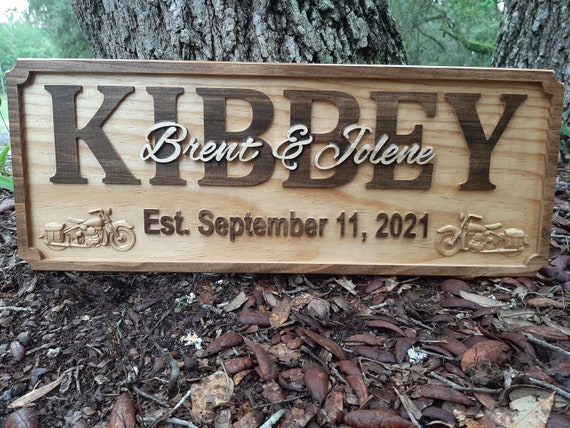 KIBBEY
Brent & Jolene
Est. September 11, 2021